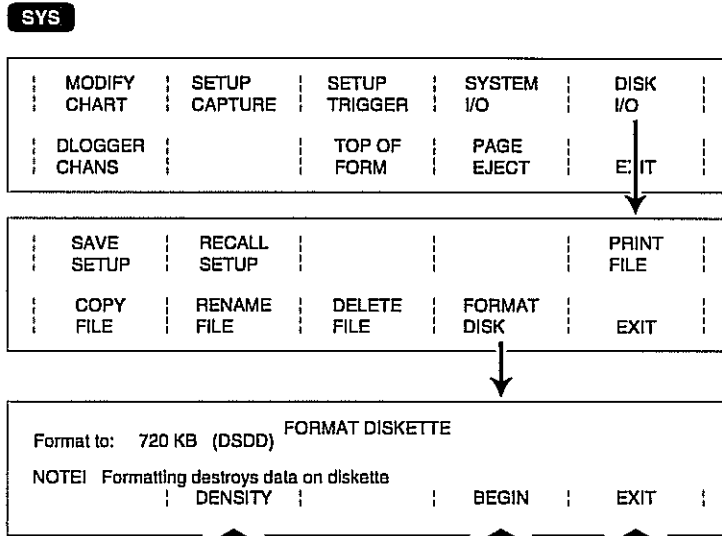 SYS
MODIFY SETUP SETUP SYSTEM DISK
CHART CAPTURE TRIGGER I/O I/O
DLOGGER TOP OF PAGE
CHANS FORM EJECT EXIT
SAVE RECALL PRINT
SETUP SETUP FILE
COPY RENAME DELETE FORMAT
FILE FILE FILE DISK EXIT
FORMAT DISKETTE
Format to: 720 KB (DSDD)
NOTE! Formatting destroys data on diskette
DENSITY BEGIN EXIT